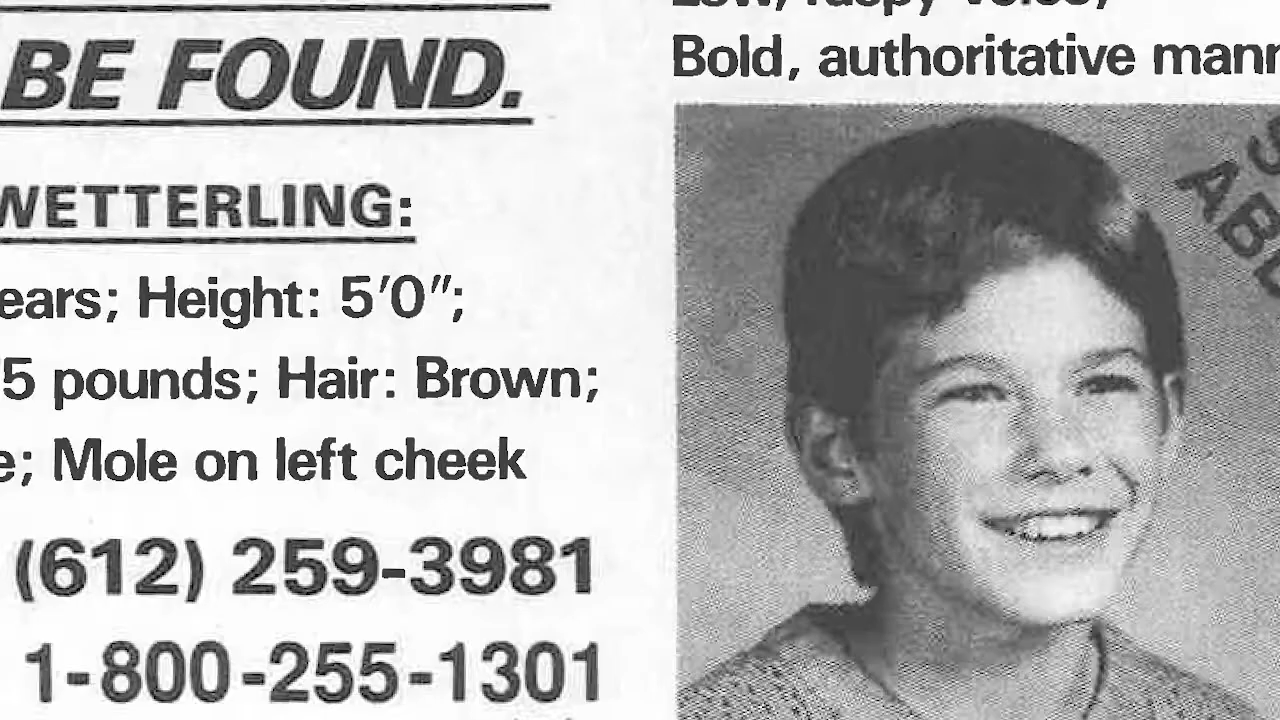 BE FOUND.
WETTERLING:
ears; Height: 5'0";
5 pounds; Hair: Brown;
e; Mole on left cheek
(612) 259-3981
1-800-255-1301
Bold, authoritative mann